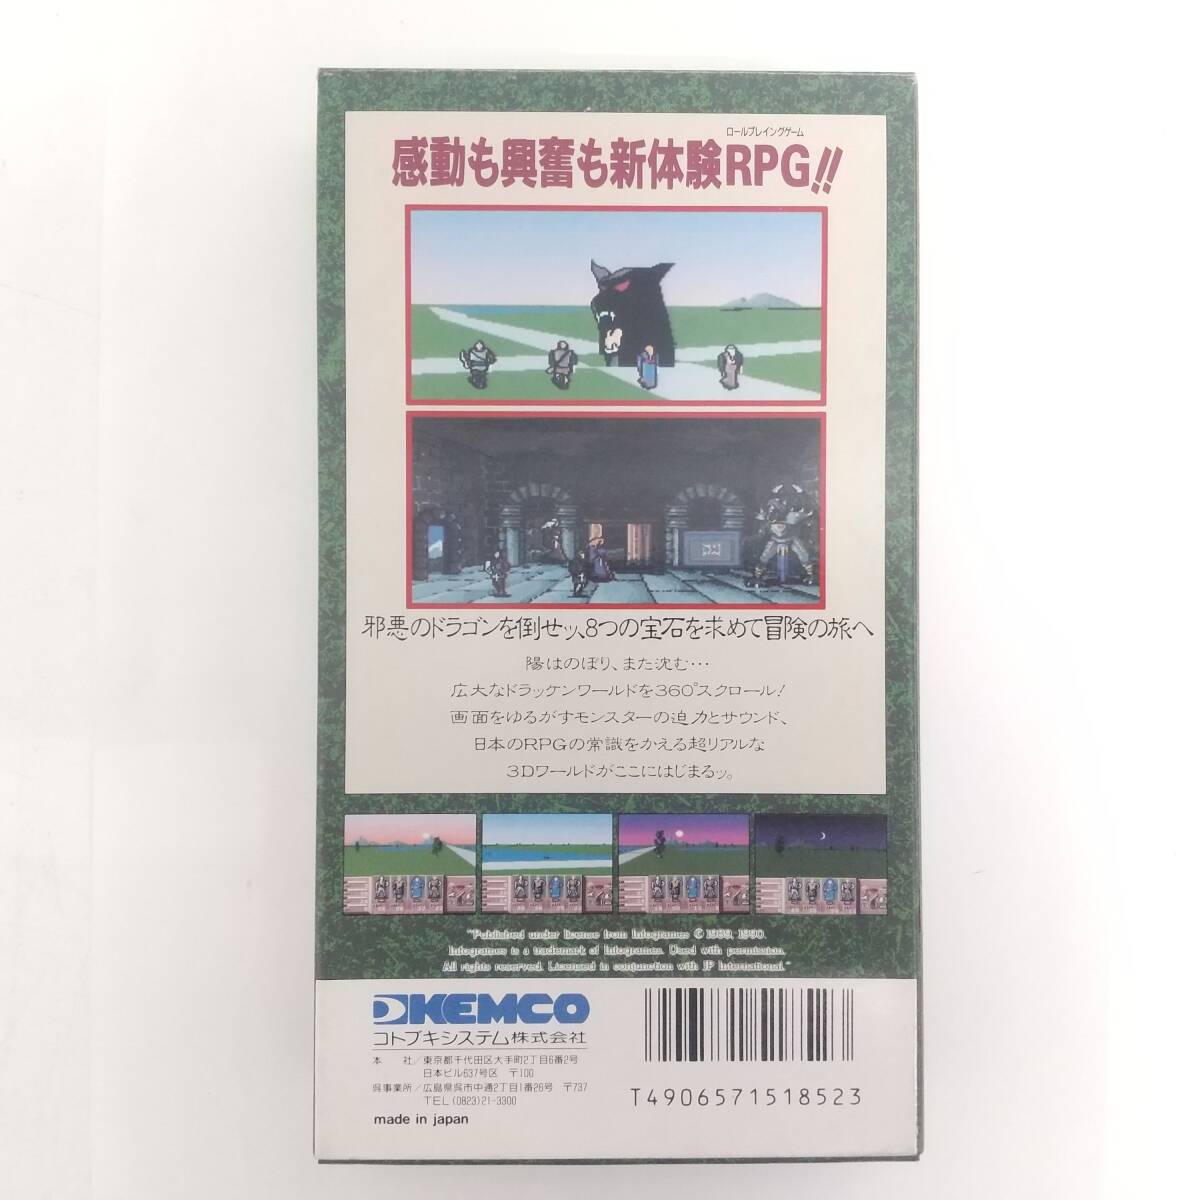 ロールプレイングゲーム
感動も興奮も新体験RPG!!
邪悪のドラゴンを倒せッ、8つの宝石を求めて冒険の旅へ
陽はのぼり、また沈む…
広大なドラッケンワールドを360°スクロール!
画面をゆるがすモンスターの迫力とサウンド、
日本のRPGの常識をかえる超リアルな
3Dワールドがここにはじまるッ。
"Published under license from Infogrames © 1989, 1990.
Infogrames is a trademark of Infogrames. Used with permission.
All rights reserved. Licensed in conjunction with JP International."
KEMCO
コトブキシステム株式会社
本 社/東京都千代田区大手町2丁目6番2号
日本ビル637号区 〒100
呉事業所/広島県呉市中通2丁目1番26号 〒737
TEL(0823)21-3300
made in japan
T4906571518523